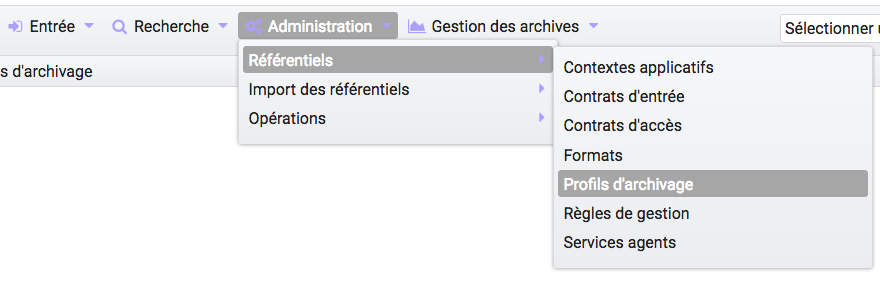 Entrée Recherche Administration Gestion des archives Sélectionner
s d'archivage
Référentiels
Import des référentiels
Opérations
Contextes applicatifs
Contrats d'entrée
Contrats d'accès
Formats
Profils d'archivage
Règles de gestion
Services agents